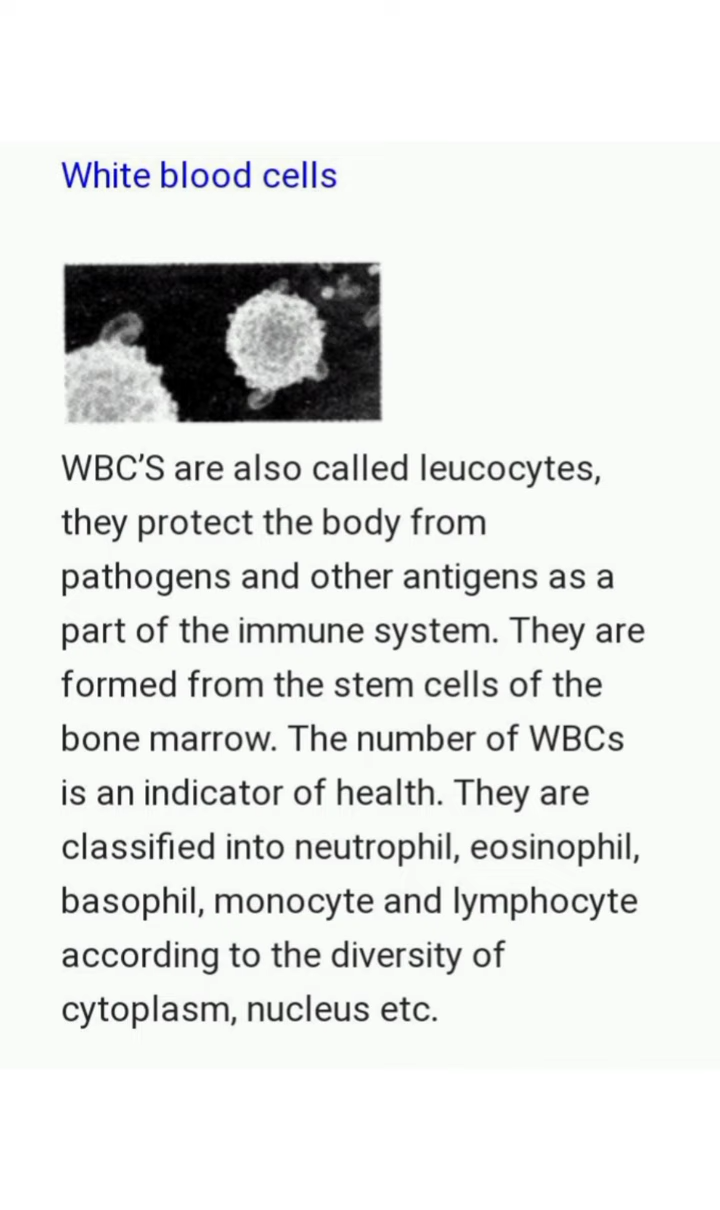 White blood cells
WBC'S are also called leucocytes,
they protect the body from
pathogens and other antigens as a
part of the immune system. They are
formed from the stem cells of the
bone marrow. The number of WBCs
is an indicator of health. They are
classified into neutrophil, eosinophil,
basophil, monocyte and lymphocyte
according to the diversity of
cytoplasm, nucleus etc.